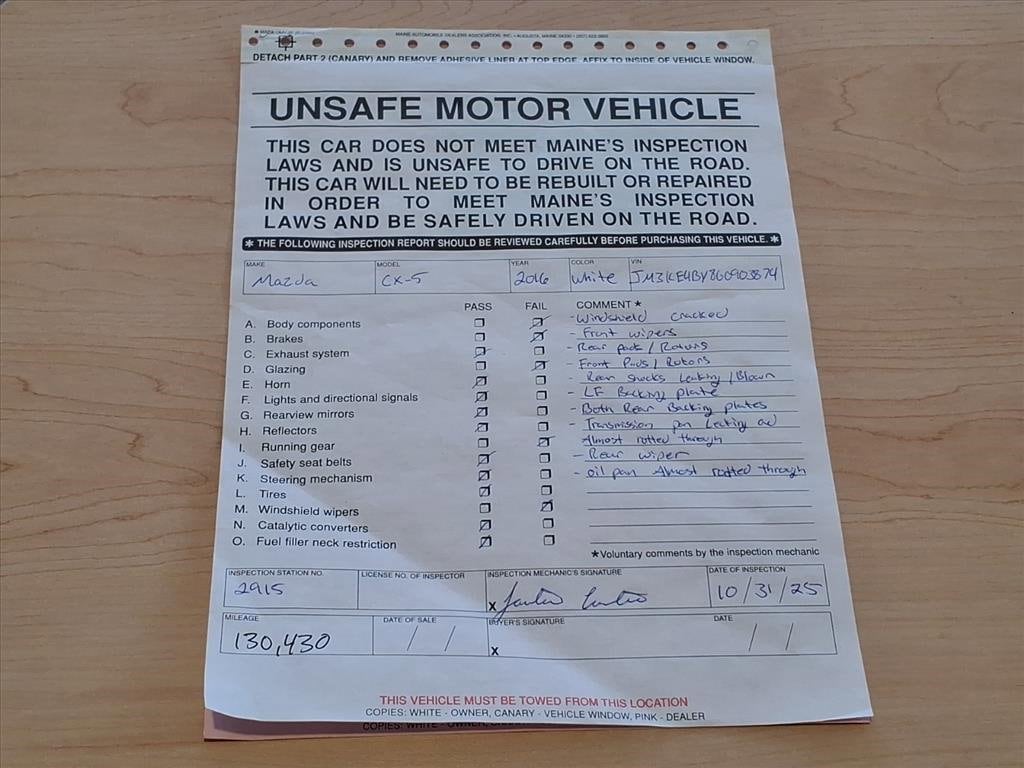 MAINE AUTOMOBILE DEALERS ASSOCIATION, INC. • AUGUSTA, MAINE 04330 • (207) 623-3882
DETACH PART 2 (CANARY) AND REMOVE ADHESIVE LINER AT TOP EDGE. AFFIX TO INSIDE OF VEHICLE WINDOW.
UNSAFE MOTOR VEHICLE
THIS CAR DOES NOT MEET MAINE'S INSPECTION
LAWS AND IS UNSAFE TO DRIVE ON THE ROAD.
THIS CAR WILL NEED TO BE REBUILT OR REPAIRED
IN ORDER TO MEET MAINE'S INSPECTION
LAWS AND BE SAFELY DRIVEN ON THE ROAD.
* THE FOLLOWING INSPECTION REPORT SHOULD BE REVIEWED CAREFULLY BEFORE PURCHASING THIS VEHICLE. *
MAKE MODEL YEAR COLOR VIN
Mazda CX-5 2016 White JM3KE4BY8G0903874
PASS FAIL COMMENT *
A. Body components - Windshield cracked
B. Brakes - Front wipers
C. Exhaust system - Rear pads / Rotors
D. Glazing - Front Pads / Rotors
E. Horn - Rear shocks Leaking / Blown
F. Lights and directional signals - LF Backing plate
G. Rearview mirrors - Both Rear Backing plates
H. Reflectors - Transmission pan Leaking and
I. Running gear Almost rotted through
J. Safety seat belts - Rear wiper
K. Steering mechanism - oil pan Almost rotted through
L. Tires
M. Windshield wipers
N. Catalytic converters
O. Fuel filler neck restriction
* Voluntary comments by the inspection mechanic
INSPECTION STATION NO. LICENSE NO. OF INSPECTOR INSPECTION MECHANIC'S SIGNATURE DATE OF INSPECTION
2915 X 10/31/25
MILEAGE DATE OF SALE BUYER'S SIGNATURE DATE
130,430 / / X / /
THIS VEHICLE MUST BE TOWED FROM THIS LOCATION
COPIES: WHITE - OWNER, CANARY - VEHICLE WINDOW, PINK - DEALER
COPIES: WHITE - OWNER,